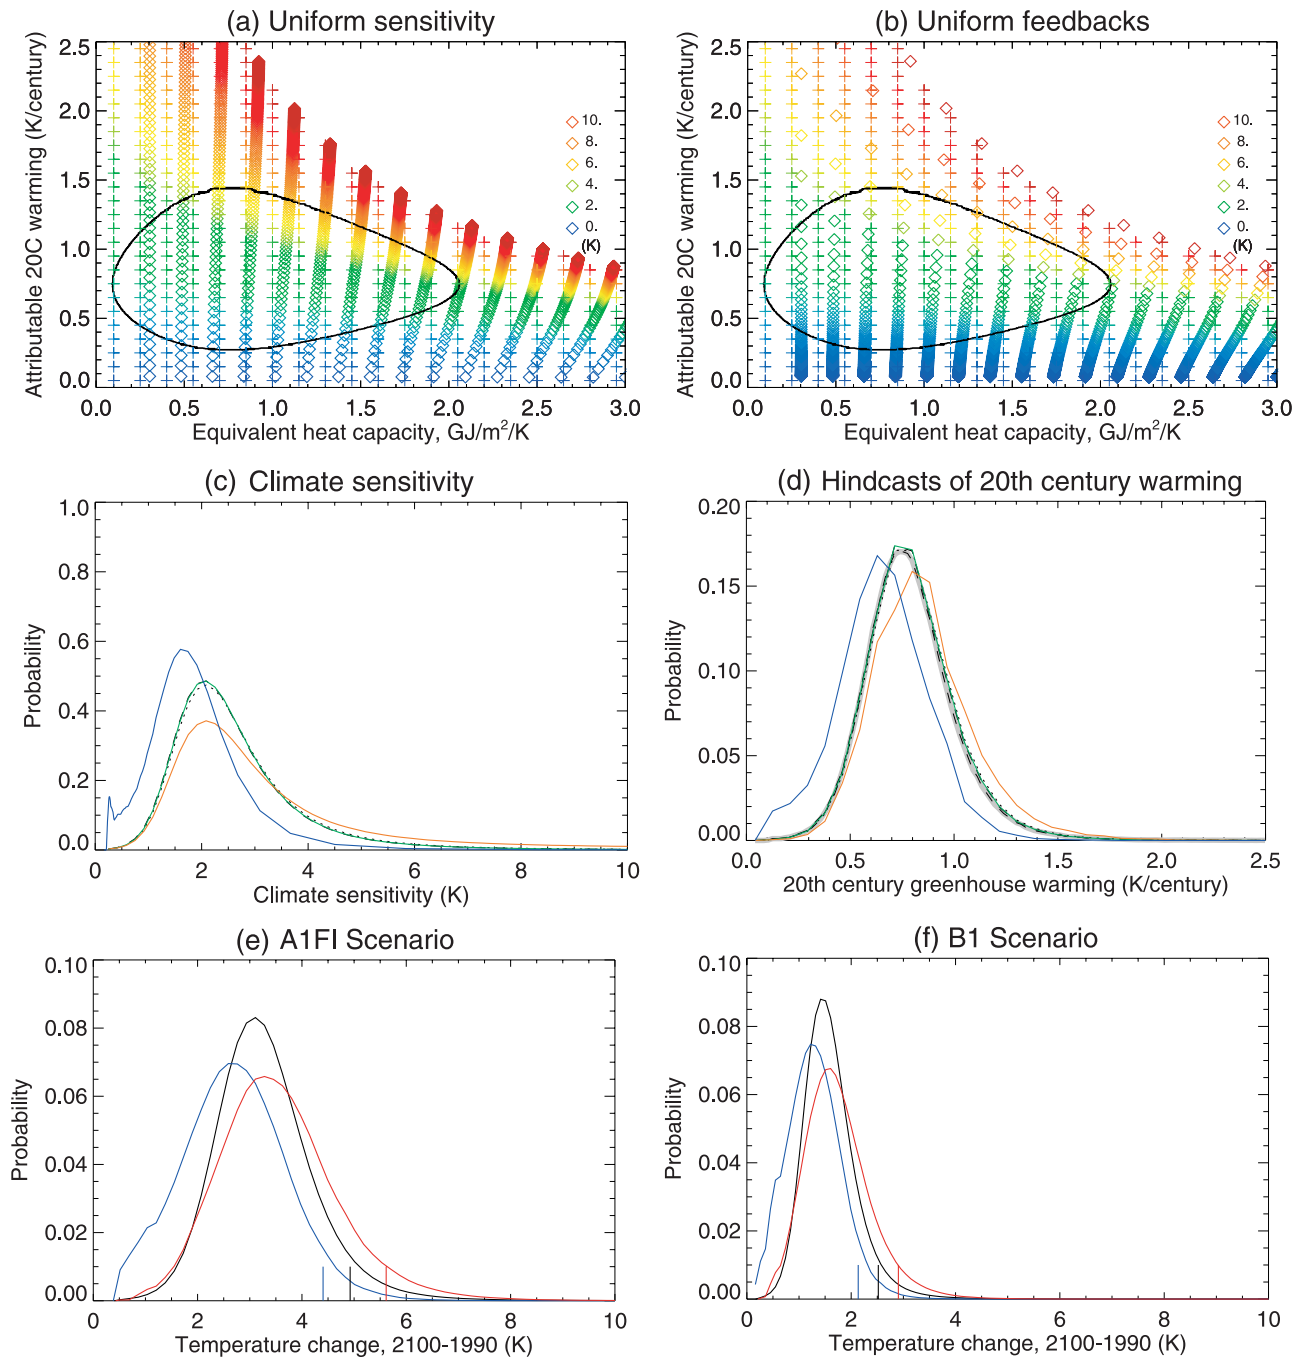 (a) Uniform sensitivity
Attributable 20C warming (K/century)
2.5
2.0
1.5
1.0
0.5
0.0
10.
8.
6.
4.
2.
0.
(K)
0.0 0.5 1.0 1.5 2.0 2.5 3.0
Equivalent heat capacity, GJ/m²/K
(b) Uniform feedbacks
Attributable 20C warming (K/century)
2.5
2.0
1.5
1.0
0.5
0.0
10.
8.
6.
4.
2.
0.
(K)
0.0 0.5 1.0 1.5 2.0 2.5 3.0
Equivalent heat capacity, GJ/m²/K
(c) Climate sensitivity
Probability
1.0
0.8
0.6
0.4
0.2
0.0
0 2 4 6 8 10
Climate sensitivity (K)
(d) Hindcasts of 20th century warming
Probability
0.20
0.15
0.10
0.05
0.00
0.0 0.5 1.0 1.5 2.0 2.5
20th century greenhouse warming (K/century)
(e) A1FI Scenario
Probability
0.10
0.08
0.06
0.04
0.02
0.00
0 2 4 6 8 10
Temperature change, 2100-1990 (K)
(f) B1 Scenario
Probability
0.10
0.08
0.06
0.04
0.02
0.00
0 2 4 6 8 10
Temperature change, 2100-1990 (K)